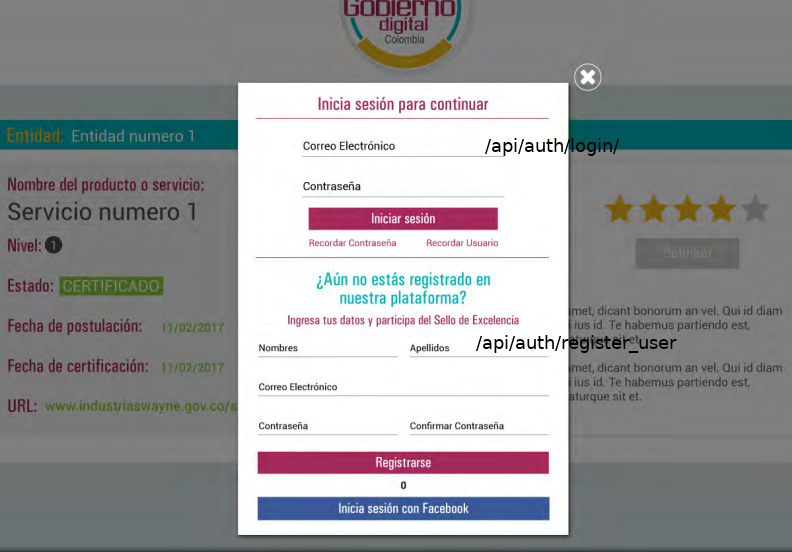 Gobierno
digital
Colombia
Inicia sesión para continuar
Entidad: Entidad numero 1
Correo Electrónico
/api/auth/login/
Nombre del producto o servicio:
Servicio numero 1
Contraseña
Iniciar sesión
Nivel: 1
Recordar Contraseña Recordar Usuario
Calificar
Estado: CERTIFICADO
¿Aún no estás registrado en
nuestra plataforma?
Ingresa tus datos y participa del Sello de Excelencia
Fecha de postulación: 11/02/2017
met, dicant bonorum an vel. Qui id diam
ius id. Te habemus partiendo est,
sit et.
Nombres
Apellidos
/api/auth/register_user
Fecha de certificación: 11/02/2017
met, dicant bonorum an vel. Qui id diam
ius id. Te habemus partiendo est,
aturque sit et.
Correo Electrónico
URL: www.industriaswayne.gov.co/s
Contraseña
Confirmar Contraseña
Registrarse
O
Inicia sesión con Facebook